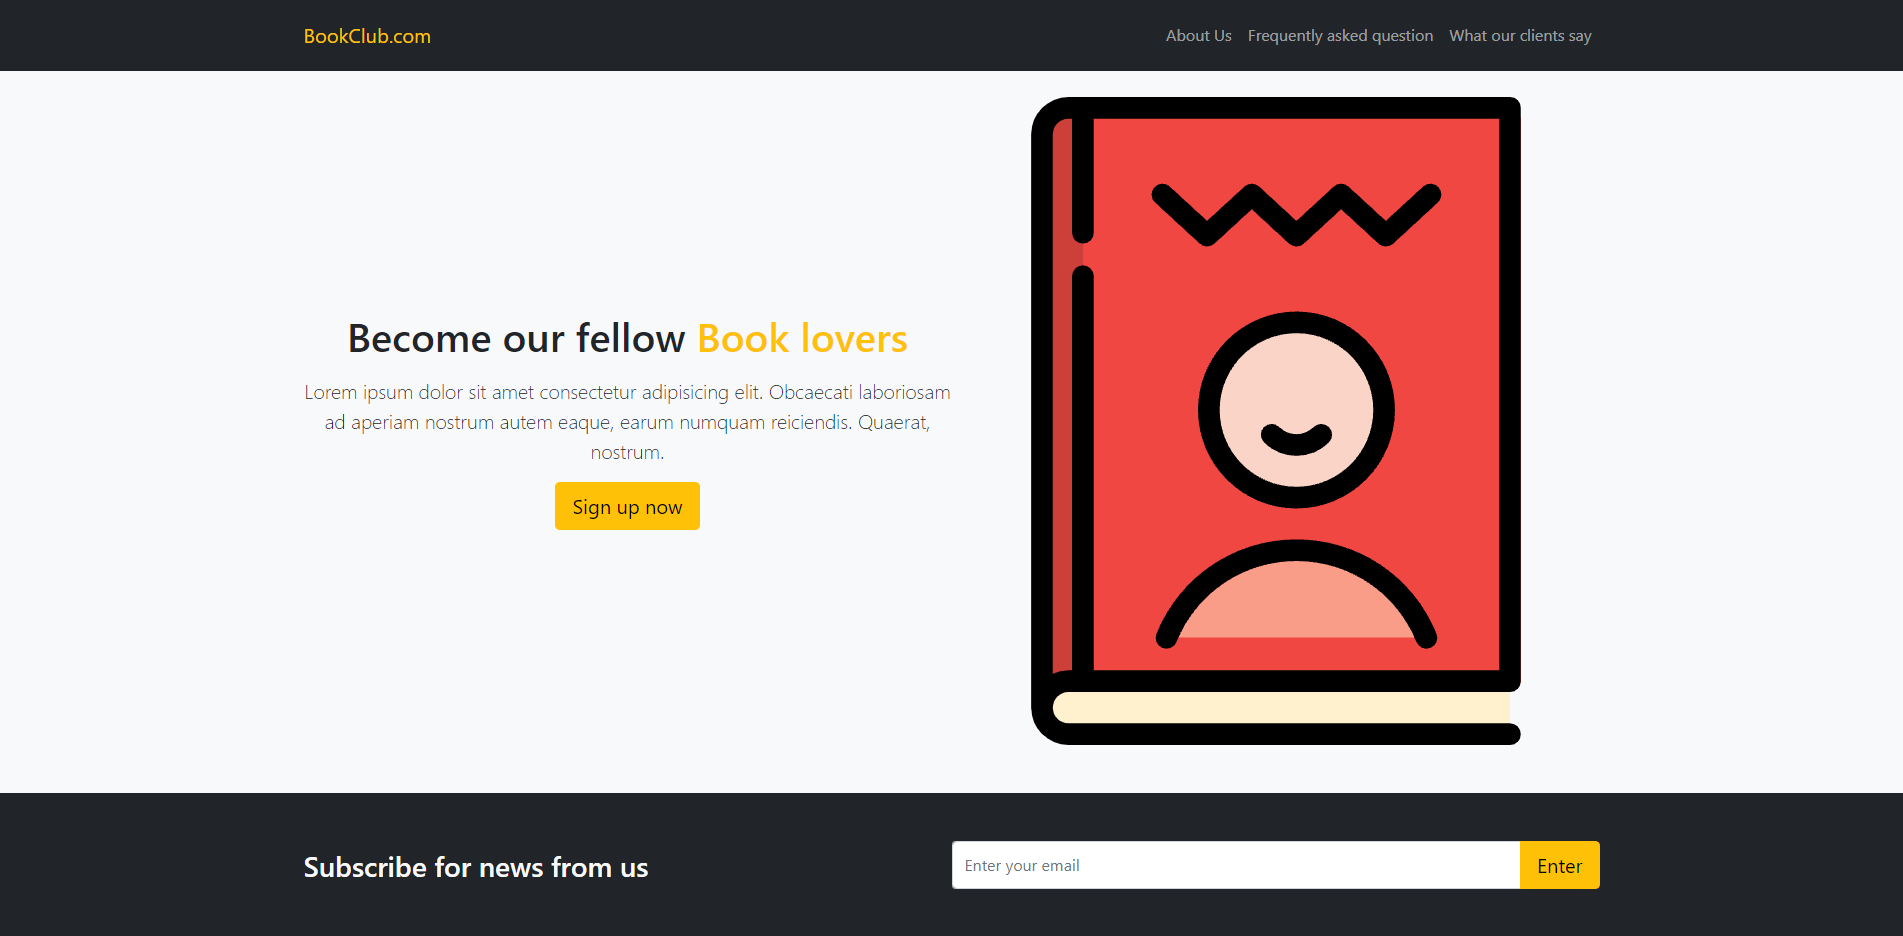 BookClub.com
About Us Frequently asked question What our clients say
Become our fellow Book lovers
Lorem ipsum dolor sit amet consectetur adipisicing elit. Obcaecati laboriosam
ad aperiam nostrum autem eaque, earum numquam reiciendis. Quaerat,
nostrum.
Sign up now
Subscribe for news from us
Enter your email
Enter